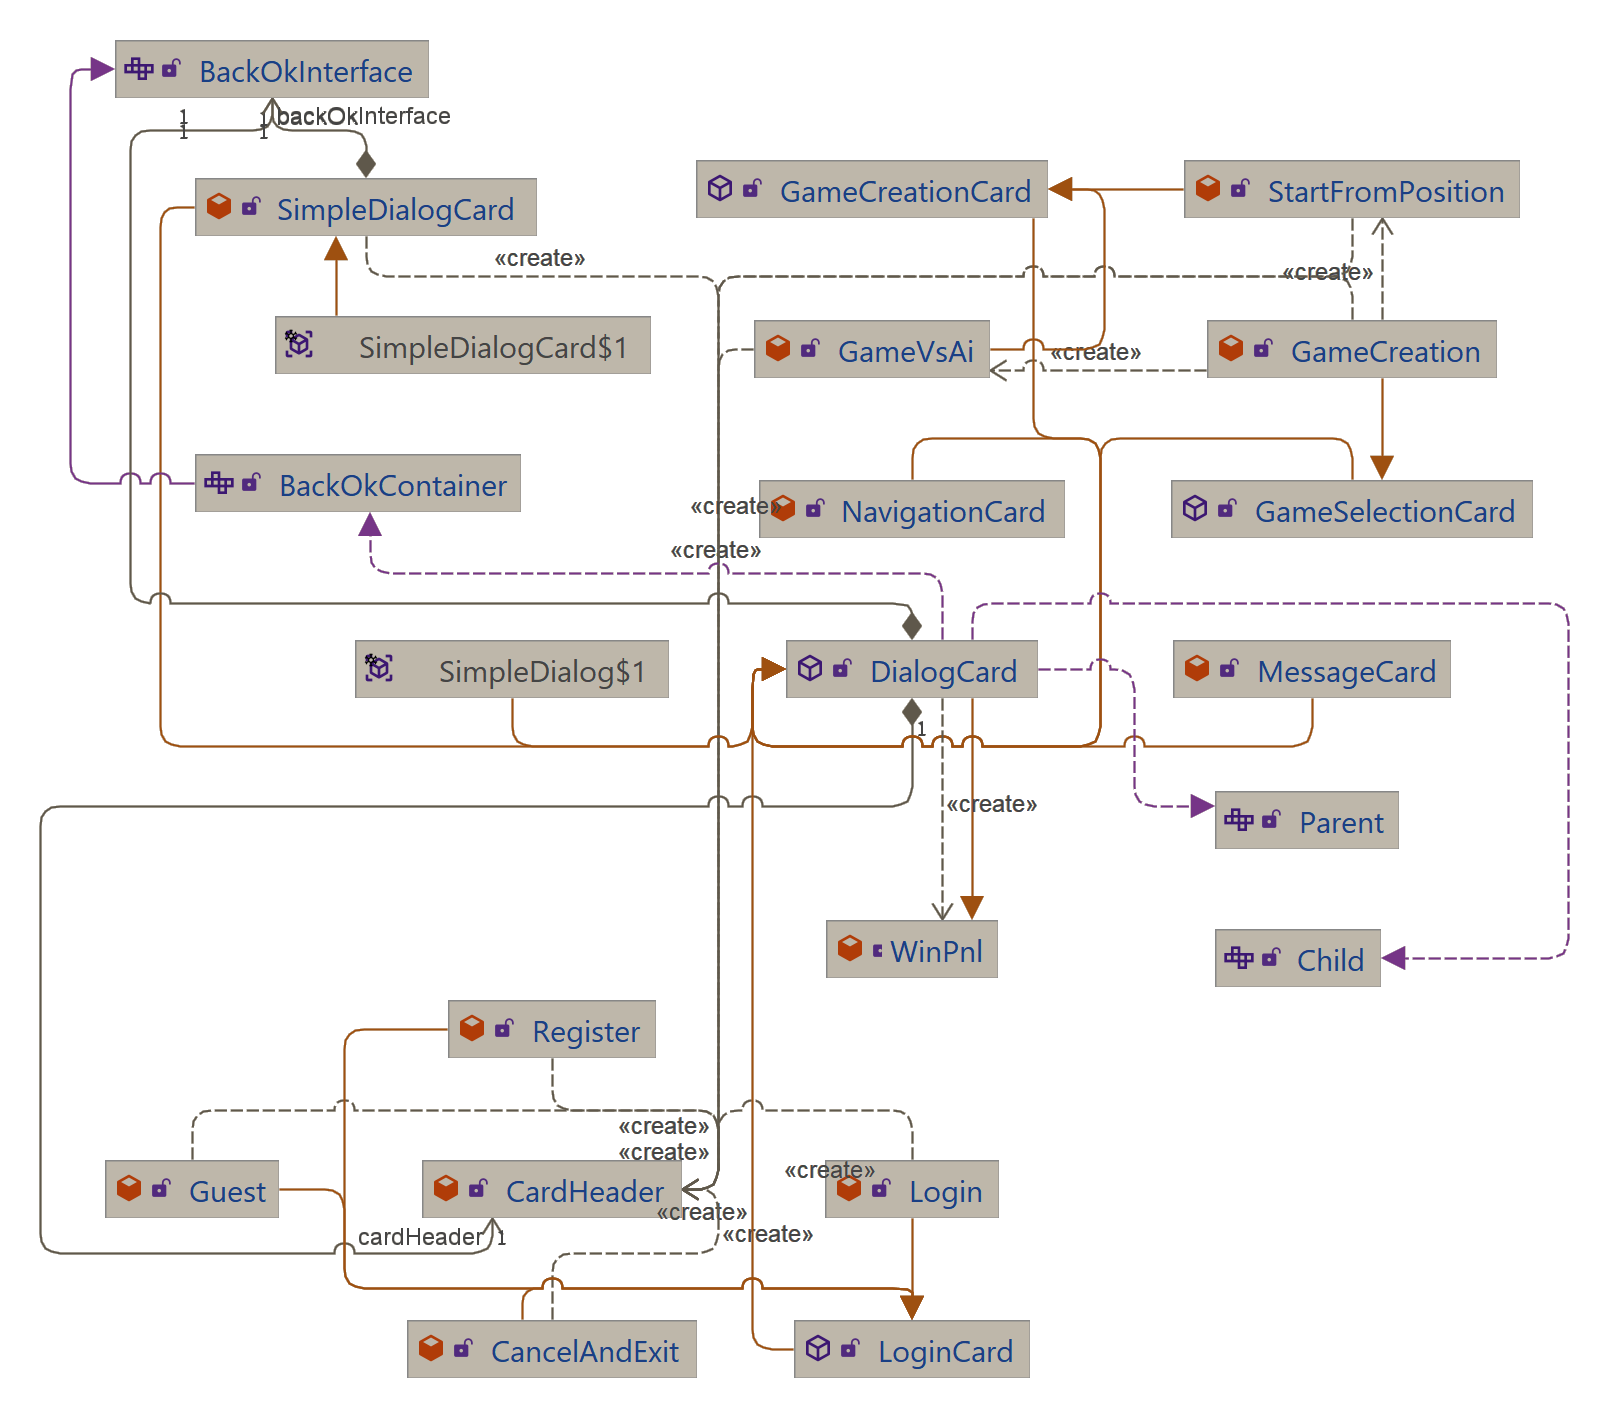 BackOkInterface
1
1
1
1
backOkInterface
SimpleDialogCard
GameCreationCard
StartFromPosition
«create»
«create»
SimpleDialogCard$1
GameVsAi
«create»
GameCreation
BackOkContainer
«create»
NavigationCard
GameSelectionCard
«create»
SimpleDialog$1
DialogCard
MessageCard
1
«create»
Parent
WinPnl
Child
Register
«create»
«create»
«create»
Guest
CardHeader
Login
«create»
cardHeader
1
«create»
CancelAndExit
LoginCard